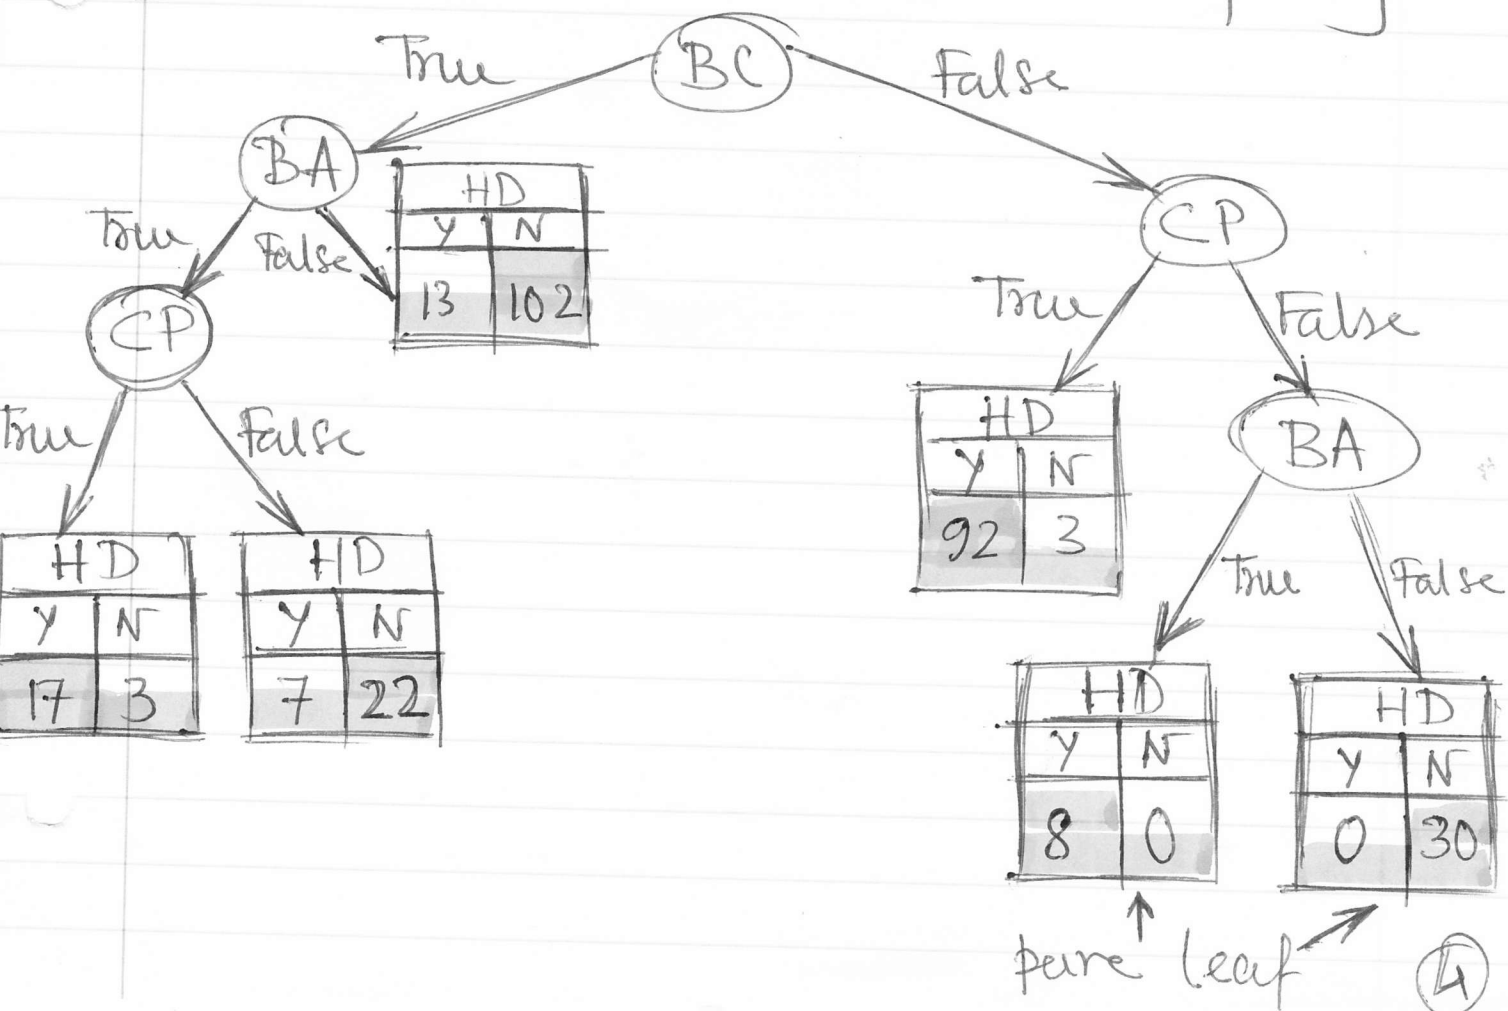 BC
True
False
BA
True
False
HD
Y N
13 102
CP
True
False
CP
True
False
HD
Y N
17 3
HD
Y N
7 22
HD
Y N
92 3
BA
True
False
HD
Y N
8 0
HD
Y N
0 30
pure leaf
4